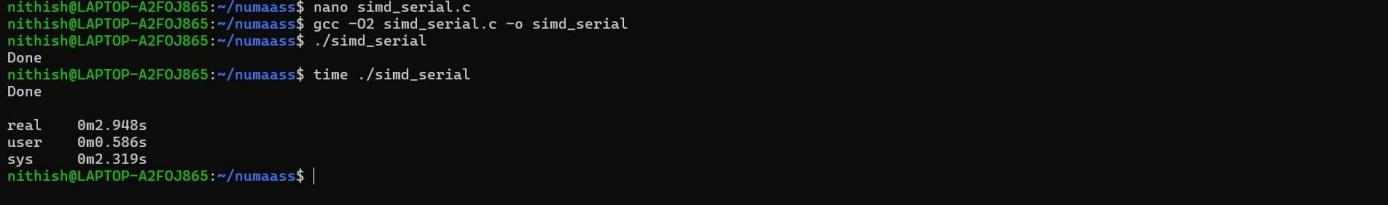 nithish@LAPTOP-A2FOJ865:~/numaass$ nano simd_serial.c
nithish@LAPTOP-A2FOJ865:~/numaass$ gcc -O2 simd_serial.c -o simd_serial
nithish@LAPTOP-A2FOJ865:~/numaass$ ./simd_serial
Done
nithish@LAPTOP-A2FOJ865:~/numaass$ time ./simd_serial
Done
real 0m2.948s
user 0m0.586s
sys 0m2.319s
nithish@LAPTOP-A2FOJ865:~/numaass$